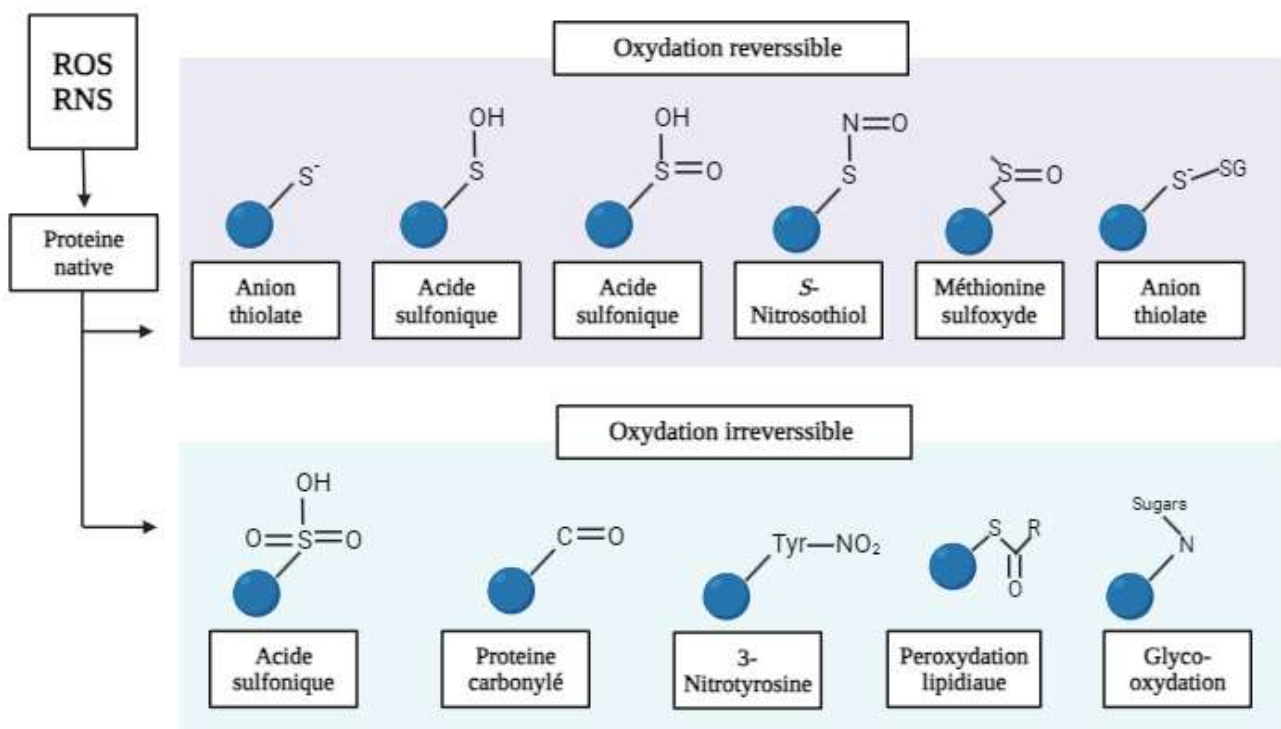 ROS
RNS
Oxydation reverssible
Proteine
native
S-
OH
S
OH
S=O
N=O
S
S=O
S- SG
Anion
thiolate
Acide
sulfonique
Acide
sulfonique
S-
Nitrosothiol
Méthionine
sulfoxyde
Anion
thiolate
Oxydation irreverssible
OH
O=S=O
C=O
Tyr—NO₂
S R
O
Sugars
N
Acide
sulfonique
Proteine
carbonylé
3-
Nitrotyrosine
Peroxydation
lipidiaue
Glyco-
oxydation